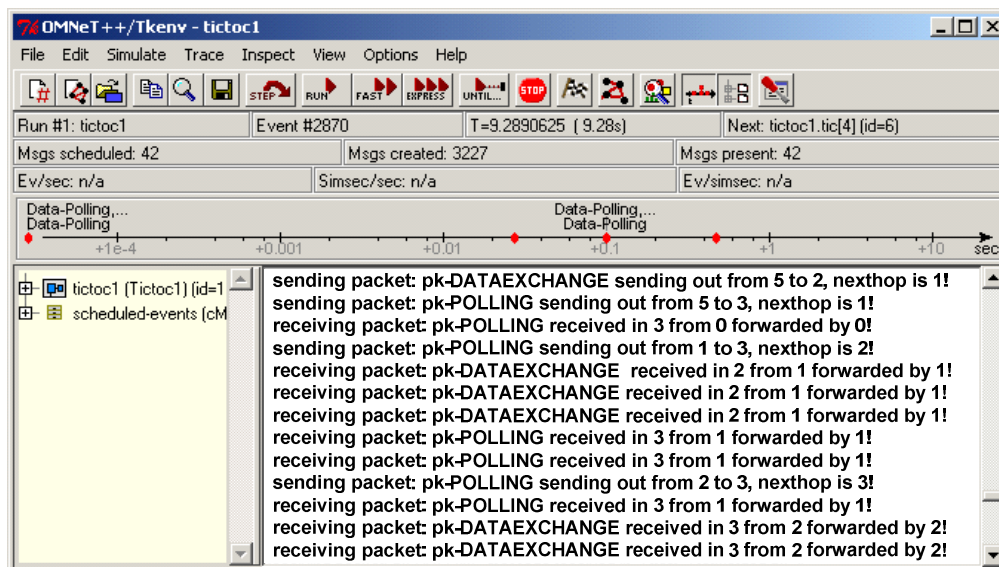 OMNeT++/Tkenv - tictoc1
File Edit Simulate Trace Inspect View Options Help
STEP RUN FAST EXPRESS UNTIL... STOP
Run #1: tictoc1 Event #2870 T=9.2890625 ( 9.28s) Next: tictoc1.tic[4] (id=6)
Msgs scheduled: 42 Msgs created: 3227 Msgs present: 42
Ev/sec: n/a Simsec/sec: n/a Ev/simsec: n/a
Data-Polling,... Data-Polling,...
Data-Polling Data-Polling
+1e-4 +0.001 +0.01 +0.1 +1 +10 sec
tictoc1 (Tictoc1) (id=1
scheduled-events (cM
sending packet: pk-DATAEXCHANGE sending out from 5 to 2, nexthop is 1!
sending packet: pk-POLLING sending out from 5 to 3, nexthop is 1!
receiving packet: pk-POLLING received in 3 from 0 forwarded by 0!
sending packet: pk-POLLING sending out from 1 to 3, nexthop is 2!
receiving packet: pk-DATAEXCHANGE received in 2 from 1 forwarded by 1!
receiving packet: pk-DATAEXCHANGE received in 2 from 1 forwarded by 1!
receiving packet: pk-DATAEXCHANGE received in 2 from 1 forwarded by 1!
receiving packet: pk-POLLING received in 3 from 1 forwarded by 1!
receiving packet: pk-POLLING received in 3 from 1 forwarded by 1!
sending packet: pk-POLLING sending out from 2 to 3, nexthop is 3!
receiving packet: pk-POLLING received in 3 from 1 forwarded by 1!
receiving packet: pk-DATAEXCHANGE received in 3 from 2 forwarded by 2!
receiving packet: pk-DATAEXCHANGE received in 3 from 2 forwarded by 2!